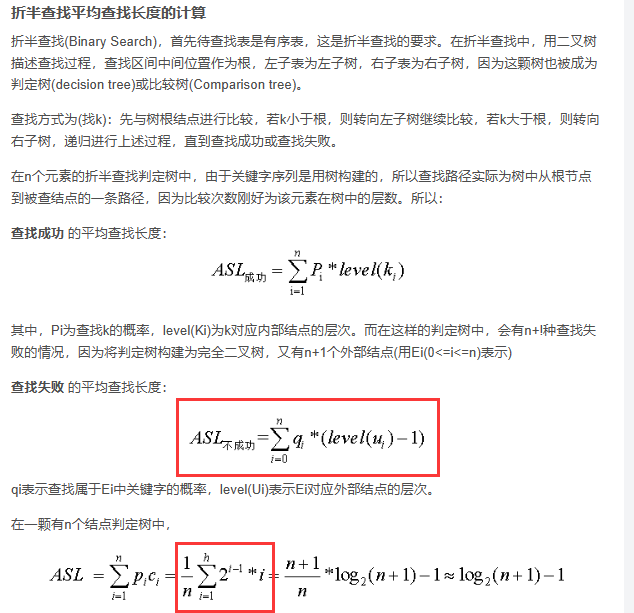 折半查找平均查找长度的计算
折半查找(Binary Search)，首先待查找表是有序表，这是折半查找的要求。在折半查找中，用二叉树
描述查找过程，查找区间中间位置作为根，左子表为左子树，右子表为右子树，因为这颗树也被成为
判定树(decision tree)或比较树(Comparison tree)。
查找方式为(找k)：先与树根结点进行比较，若k小于根，则转向左子树继续比较，若k大于根，则转向
右子树，递归进行上述过程，直到查找成功或查找失败。
在n个元素的折半查找判定树中，由于关键字序列是用树构建的，所以查找路径实际为树中从根节点
到被查结点的一条路径，因为比较次数刚好为该元素在树中的层数。所以：
查找成功 的平均查找长度：
ASL成功 = ∑_{i=1}^{n} P_i * level(k_i)
其中，Pi为查找k的概率，level(Ki)为k对应内部结点的层次。而在这样的判定树中，会有n+!种查找失
败的情况，因为将判定树构建为完全二叉树，又有n+1个外部结点(用Ei(0<=i<=n)表示)
查找失败 的平均查找长度：
ASL不成功=∑_{i=0}^{n} q_i *(level(u_i)−1)
qi表示查找属于Ei中关键字的概率，level(Ui)表示Ei对应外部结点的层次。
在一颗有n个结点判定树中，
ASL = ∑_{i=1}^{n} p_i c_i = 1/n ∑_{i=1}^{h} 2^{i−1} * i = (n+1)/n * log_2(n+1)−1 ≈ log_2(n+1)−1